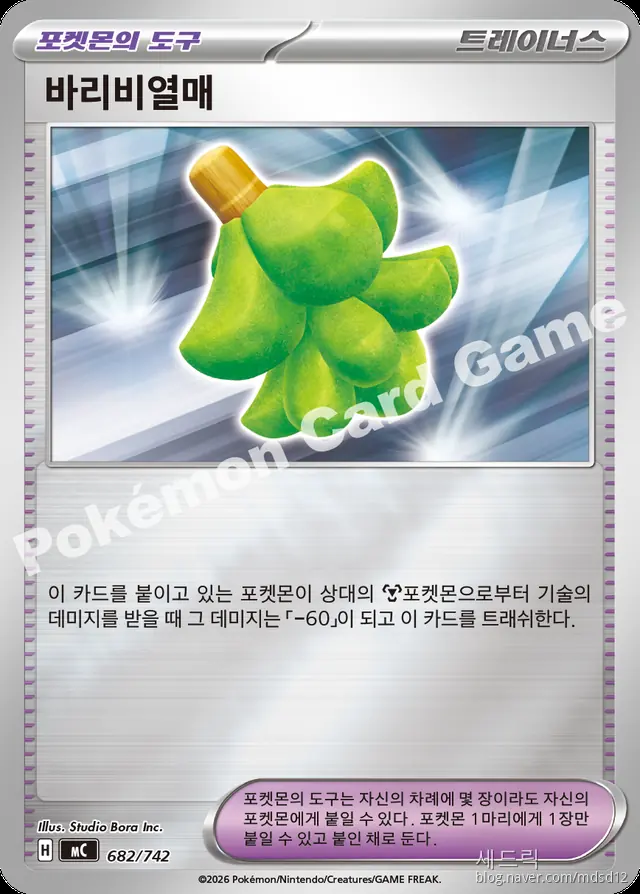 포켓몬의 도구
트레이너스
바리비열매
Pokémon Card Game
이 카드를 붙이고 있는 포켓몬이 상대의 포켓몬으로부터 기술의
데미지를 받을 때 그 데미지는 「-60」이 되고 이 카드를 트래쉬한다.
포켓몬의 도구는 자신의 차례에 몇 장이라도 자신의
포켓몬에게 붙일 수 있다. 포켓몬 1마리에게 1장만
붙일 수 있고 붙인 채로 둔다.
Illus. Studio Bora Inc.
H MC 682/742
©2026 Pokémon/Nintendo/Creatures/GAME FREAK.
세드릭
blog.naver.com/mdsd12